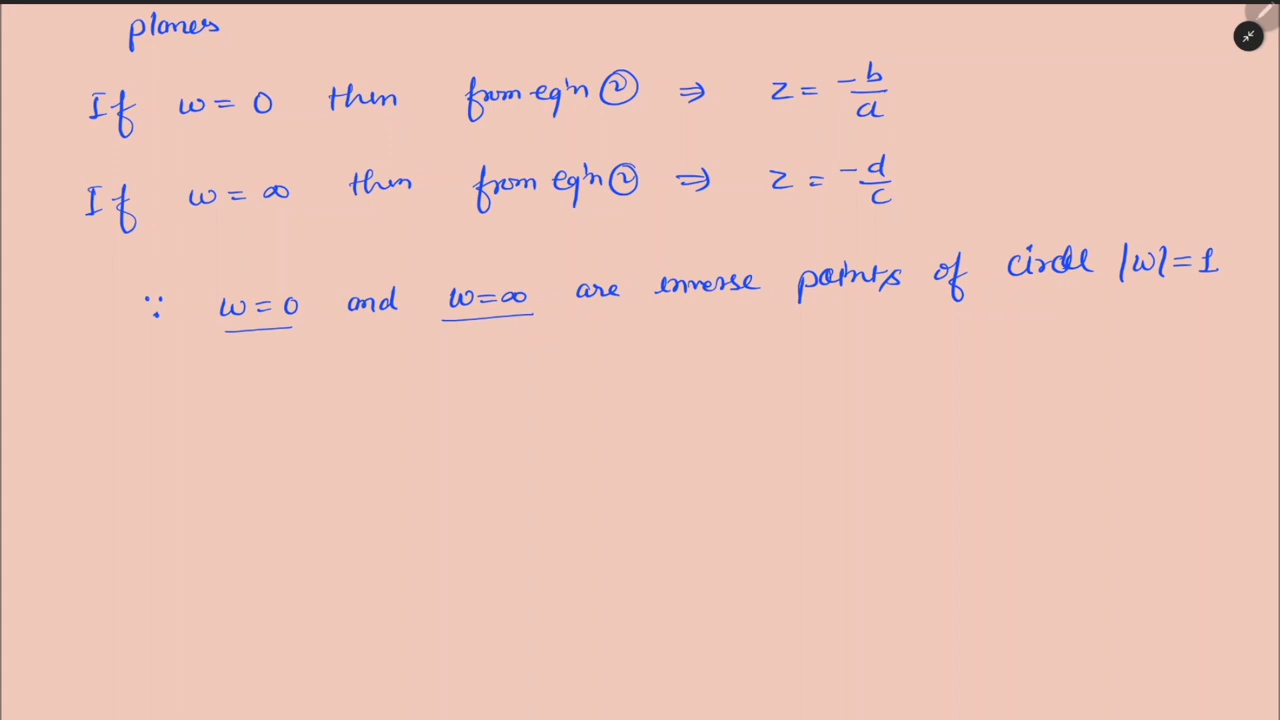 planes
If w = 0 then from eq'n ② ⇒ z = -b/a
If w = ∞ then from eq'n ② ⇒ z = -d/c
∵ w = 0 and w = ∞ are inverse points of circle |w| = 1